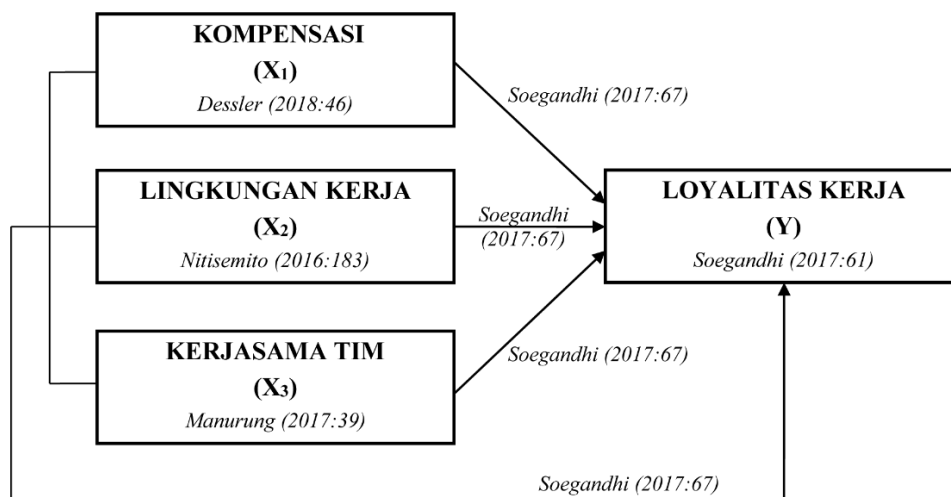 KOMPENSASI
(X₁)
Dessler (2018:46)
Soegandhi (2017:67)
LINGKUNGAN KERJA
(X₂)
Nitisemito (2016:183)
Soegandhi
(2017:67)
LOYALITAS KERJA
(Y)
Soegandhi (2017:61)
KERJASAMA TIM
(X₃)
Manurung (2017:39)
Soegandhi (2017:67)
Soegandhi (2017:67)